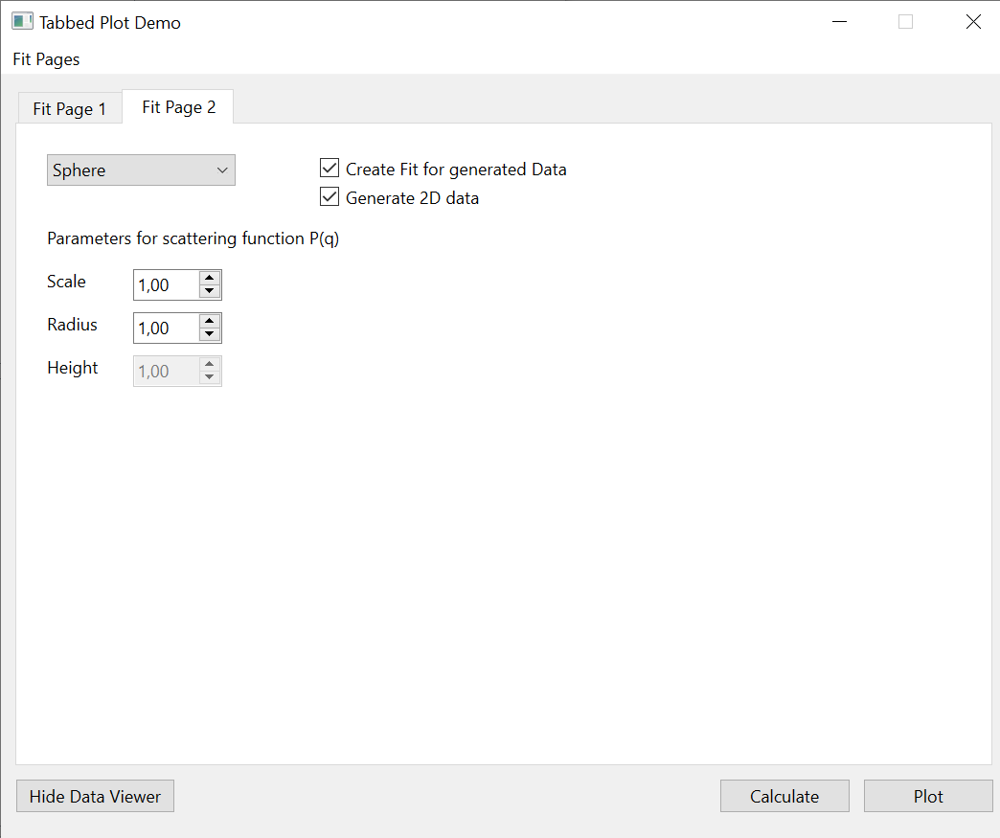 Tabbed Plot Demo
Fit Pages
Fit Page 1 Fit Page 2
Sphere
Create Fit for generated Data
Generate 2D data
Parameters for scattering function P(q)
Scale 1,00
Radius 1,00
Height 1,00
Hide Data Viewer Calculate Plot